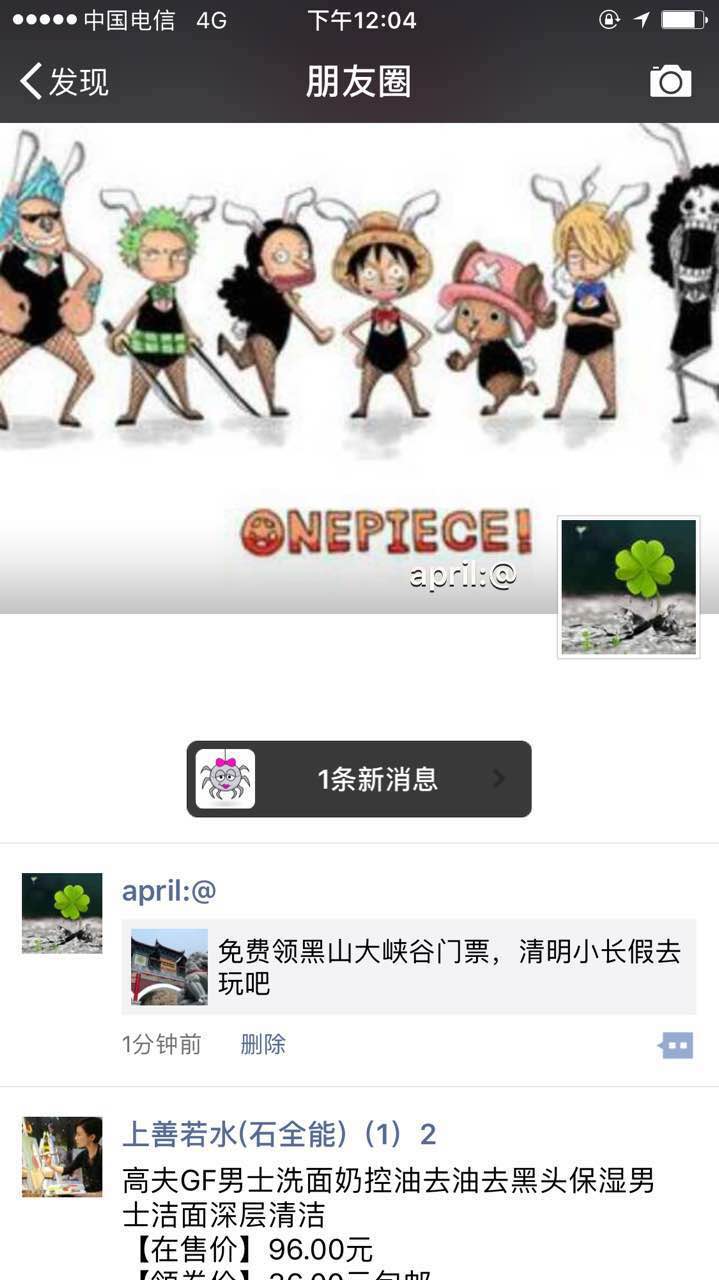 中国电信 4G 下午12:04
发现 朋友圈
ONEPIECE!
april:@
1条新消息
april:@
免费领黑山大峡谷门票，清明小长假去
玩吧
1分钟前 删除
上善若水(石全能)（1）2
高夫GF男士洗面奶控油去油去黑头保湿男
士洁面深层清洁
【在售价】96.00元